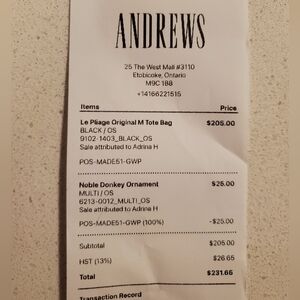 ANDREWS
25 The West Mall #3110
Etobicoke, Ontario
M9C 1B8
+14166221515
Items Price
Le Pliage Original M Tote Bag $205.00
BLACK / OS
9102-1403_BLACK_OS
Sale attributed to Adrina H
POS-MADE51-GWP
Noble Donkey Ornament $25.00
MULTI / OS
6213-0012_MULTI_OS
Sale attributed to Adrina H
POS-MADE51-GWP (100%) -$25.00
Subtotal $205.00
HST (13%) $26.65
Total $231.65
Transaction Record